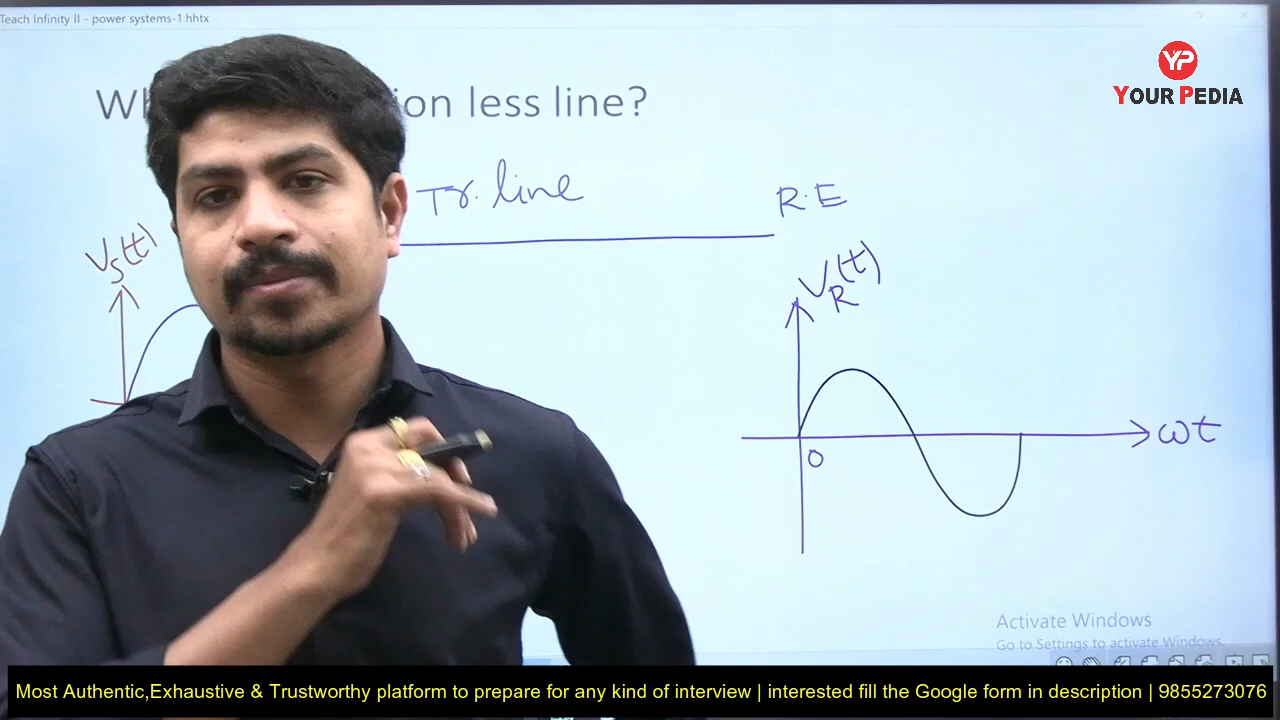 Teach Infinity II - power systems-1.hhtx
YP
YOUR PEDIA
Wh ion less line?
Tr. line
R.E
Vs(t)
VR(t)
ωt
0
Activate Windows
Go to Settings to activate Windows.
Most Authentic,Exhaustive & Trustworthy platform to prepare for any kind of interview | interested fill the Google form in description | 9855273076